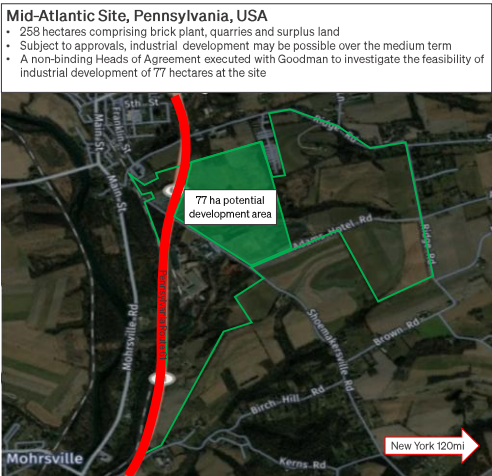 Mid-Atlantic Site, Pennsylvania, USA
• 258 hectares comprising brick plant, quarries and surplus land
• Subject to approvals, industrial development may be possible over the medium term
• A non-binding Heads of Agreement executed with Goodman to investigate the feasibility of
industrial development of 77 hectares at the site
5th St
Franklin St
Main St
Main St
Ridge Rd
77 ha potential
development area
Adams Hotel Rd
Ridge Rd
Mohrsville Rd
Shoemakersville Rd
Brown Rd
Birch Hill Rd
New York 120mi
Mohrsville
Kerns Rd